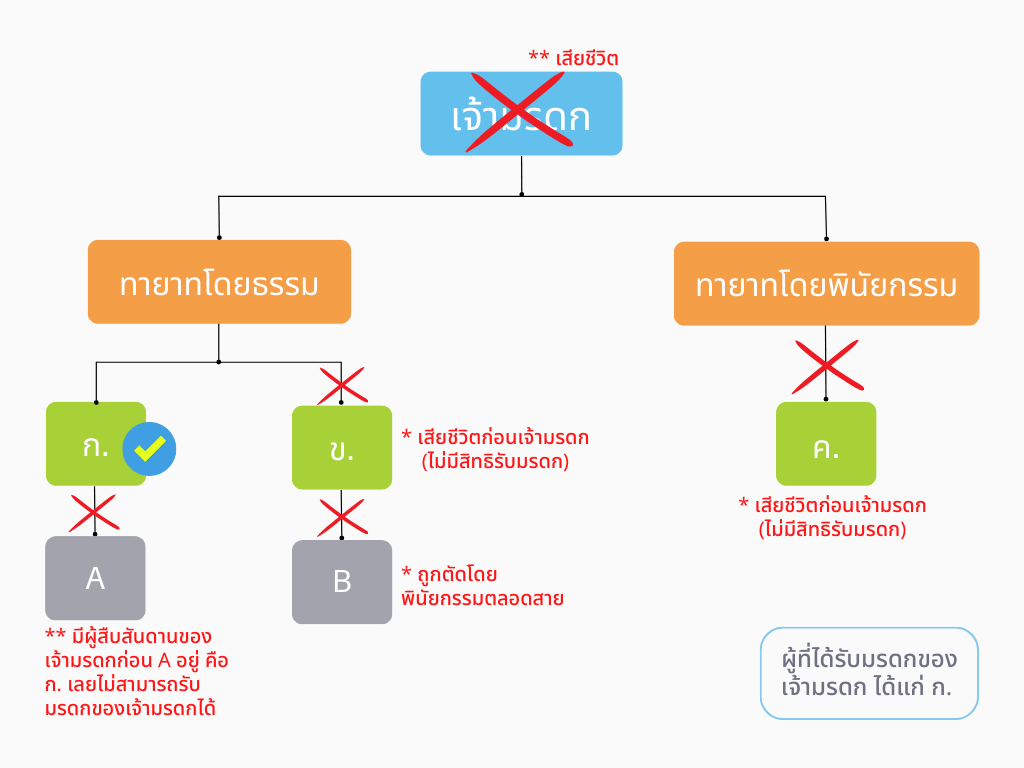 ** เสียชีวิต
เจ้ามรดก
ทายาทโดยธรรม
ทายาทโดยพินัยกรรม
ก.
ข.
* เสียชีวิตก่อนเจ้ามรดก
(ไม่มีสิทธิรับมรดก)
ค.
* เสียชีวิตก่อนเจ้ามรดก
(ไม่มีสิทธิรับมรดก)
A
B
* ถูกตัดโดย
พินัยกรรมตลอดสาย
** มีผู้สืบสันดานของ
เจ้ามรดกก่อน A อยู่ คือ
ก. เลยไม่สามารถรับ
มรดกของเจ้ามรดกได้
ผู้ที่ได้รับมรดกของ
เจ้ามรดก ได้แก่ ก.